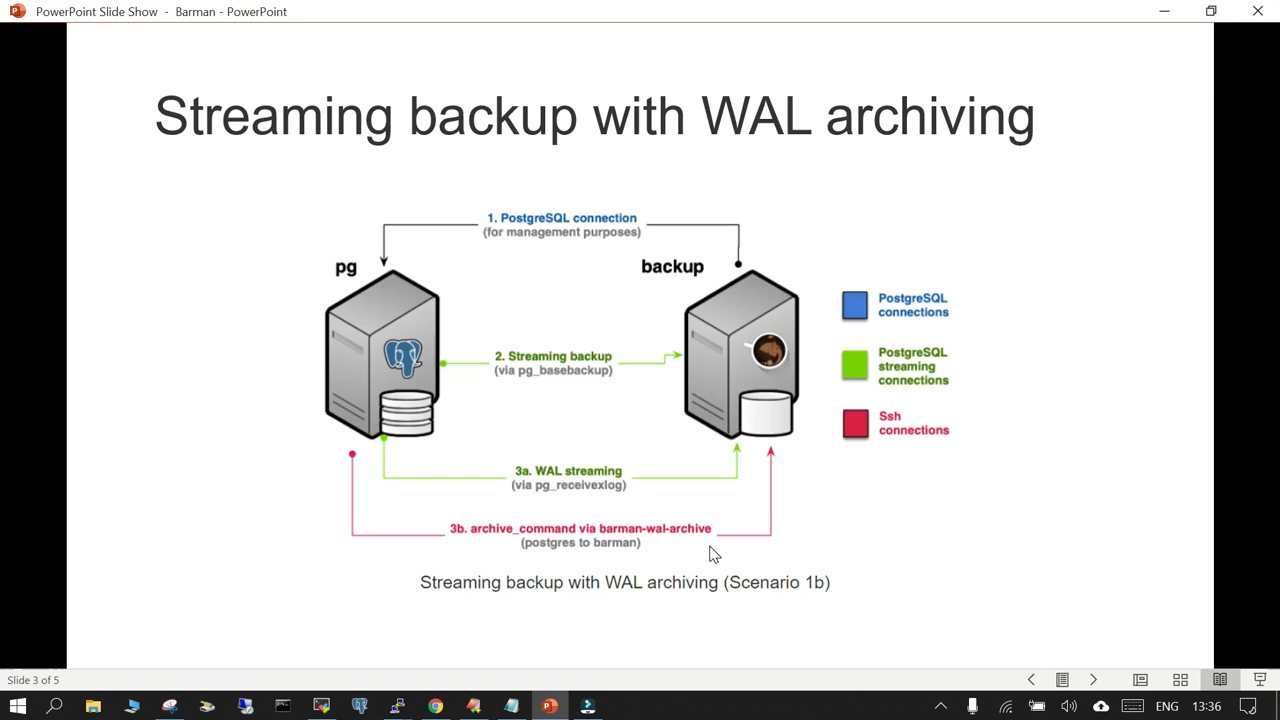 PowerPoint Slide Show - Barman - PowerPoint
Streaming backup with WAL archiving
1. PostgreSQL connection
(for management purposes)
pg
backup
PostgreSQL
connections
2. Streaming backup
(via pg_basebackup)
PostgreSQL
streaming
connections
Ssh
connections
3a. WAL streaming
(via pg_receivexlog)
3b. archive_command via barman-wal-archive
(postgres to barman)
Streaming backup with WAL archiving (Scenario 1b)
Slide 3 of 5
ENG
13:36